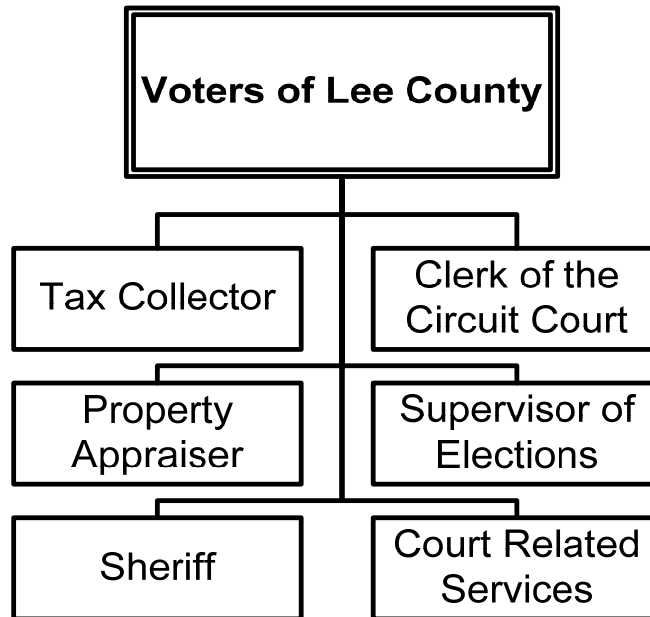 Voters of Lee County
Tax Collector
Clerk of the
Circuit Court
Property
Appraiser
Supervisor of
Elections
Sheriff
Court Related
Services